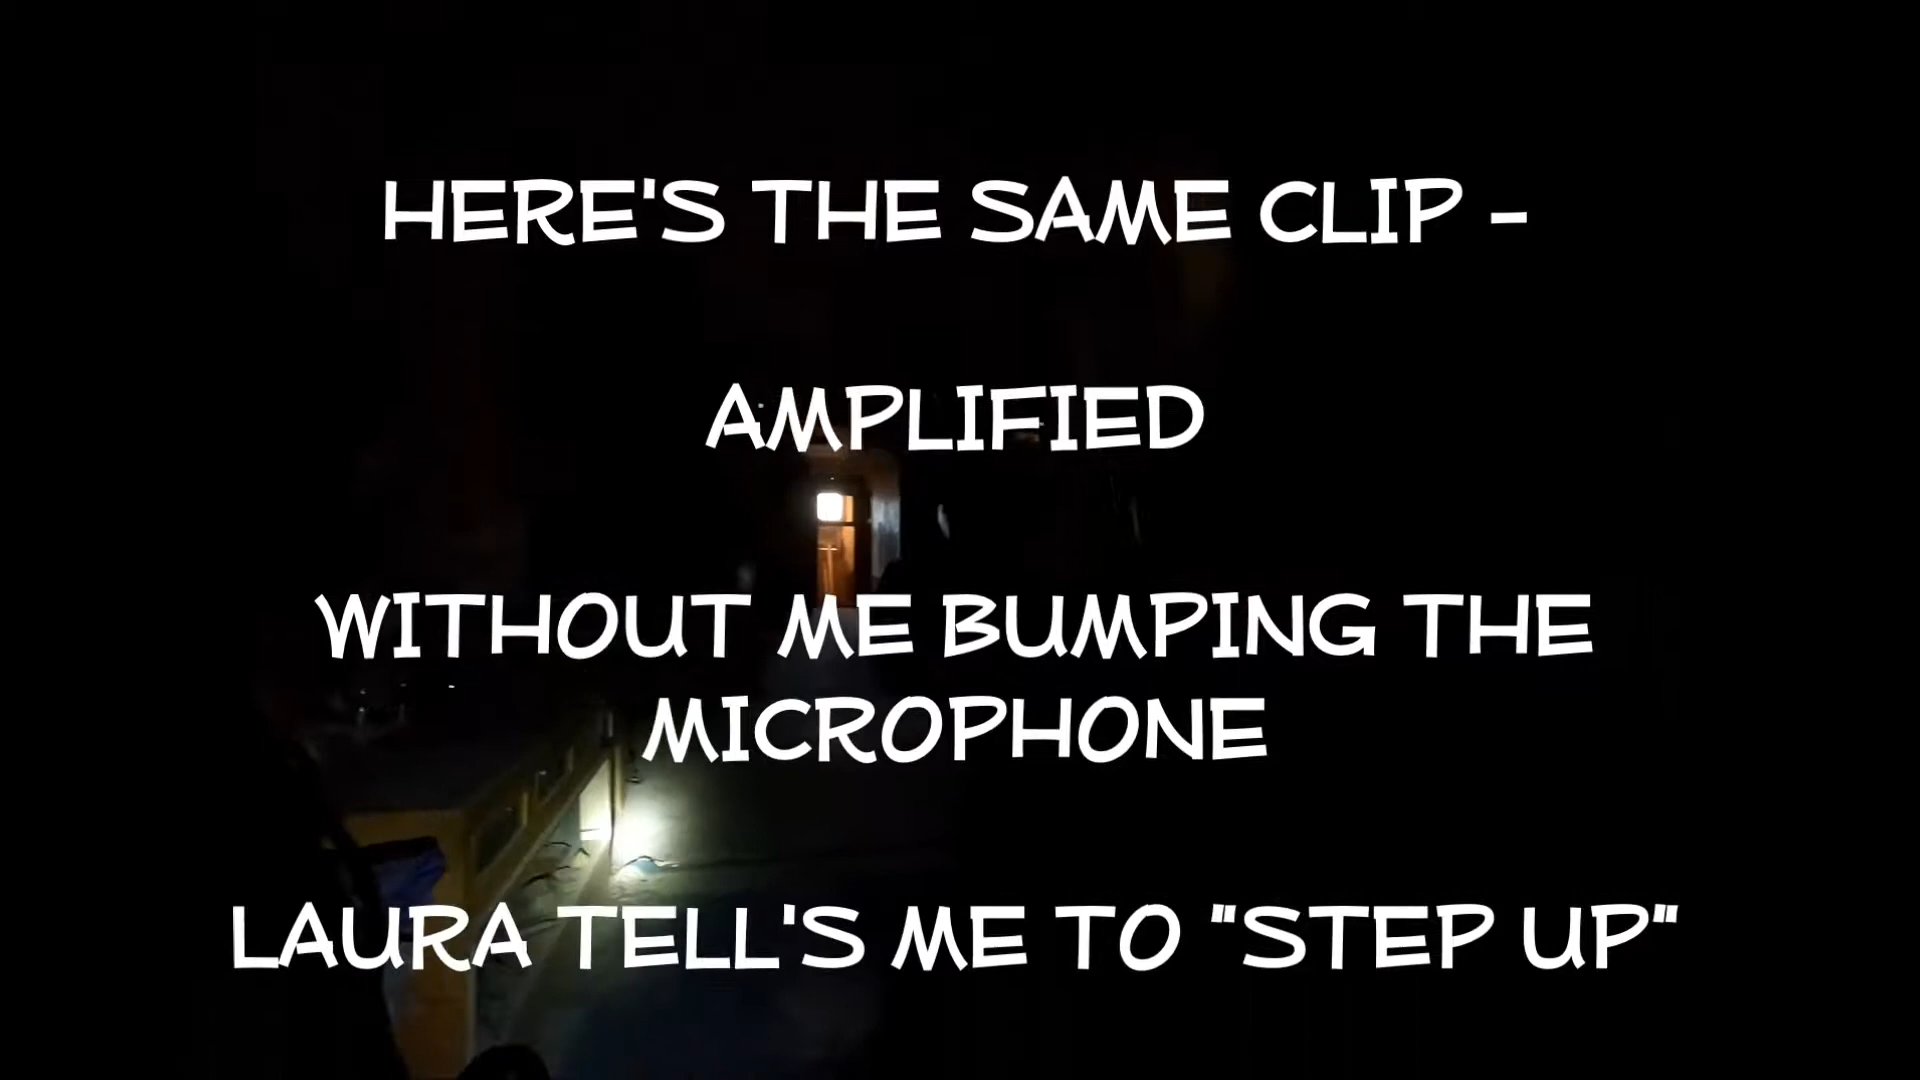 HERE'S THE SAME CLIP -
AMPLIFIED
WITHOUT ME BUMPING THE
MICROPHONE
LAURA TELL'S ME TO "STEP UP"